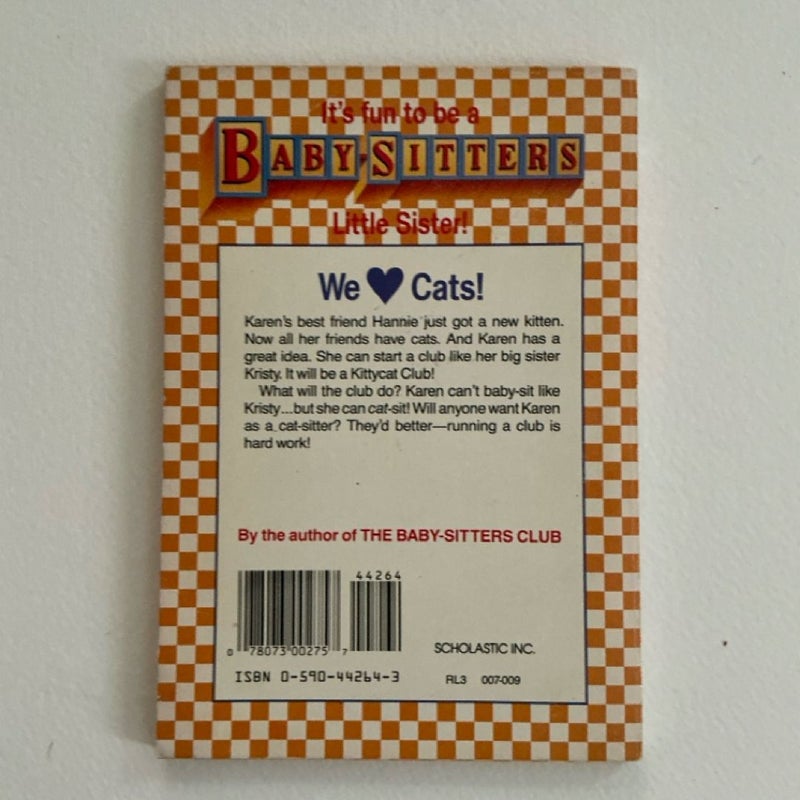 It's fun to be a
BABY-SITTERS
Little Sister!
We ♥ Cats!
Karen's best friend Hannie just got a new kitten.
Now all her friends have cats. And Karen has a
great idea. She can start a club like her big sister
Kristy. It will be a Kittycat Club!
What will the club do? Karen can't baby-sit like
Kristy...but she can cat-sit! Will anyone want Karen
as a cat-sitter? They'd better—running a club is
hard work!
By the author of THE BABY-SITTERS CLUB
44264
0 78073 00275 7
SCHOLASTIC INC.
ISBN 0-590-44264-3
RL3 007-009